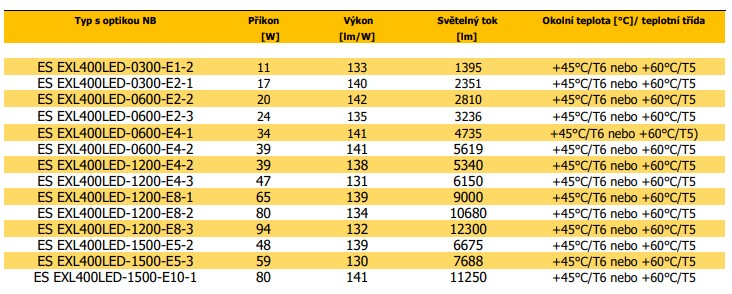 Typ s optikou NB Příkon [W] Výkon [lm/W] Světelný tok [lm] Okolní teplota [°C]/ teplotní třída
ES EXL400LED-0300-E1-2 11 133 1395 +45°C/T6 nebo +60°C/T5
ES EXL400LED-0300-E2-1 17 140 2351 +45°C/T6 nebo +60°C/T5
ES EXL400LED-0600-E2-2 20 142 2810 +45°C/T6 nebo +60°C/T5
ES EXL400LED-0600-E2-3 24 135 3236 +45°C/T6 nebo +60°C/T5
ES EXL400LED-0600-E4-1 34 141 4735 +45°C/T6 nebo +60°C/T5)
ES EXL400LED-0600-E4-2 39 141 5619 +45°C/T6 nebo +60°C/T5
ES EXL400LED-1200-E4-2 39 138 5340 +45°C/T6 nebo +60°C/T5
ES EXL400LED-1200-E4-3 47 131 6150 +45°C/T6 nebo +60°C/T5
ES EXL400LED-1200-E8-1 65 139 9000 +45°C/T6 nebo +60°C/T5
ES EXL400LED-1200-E8-2 80 134 10680 +45°C/T6 nebo +60°C/T5
ES EXL400LED-1200-E8-3 94 132 12300 +45°C/T6 nebo +60°C/T5
ES EXL400LED-1500-E5-2 48 139 6675 +45°C/T6 nebo +60°C/T5
ES EXL400LED-1500-E5-3 59 130 7688 +45°C/T6 nebo +60°C/T5
ES EXL400LED-1500-E10-1 80 141 11250 +45°C/T6 nebo +60°C/T5